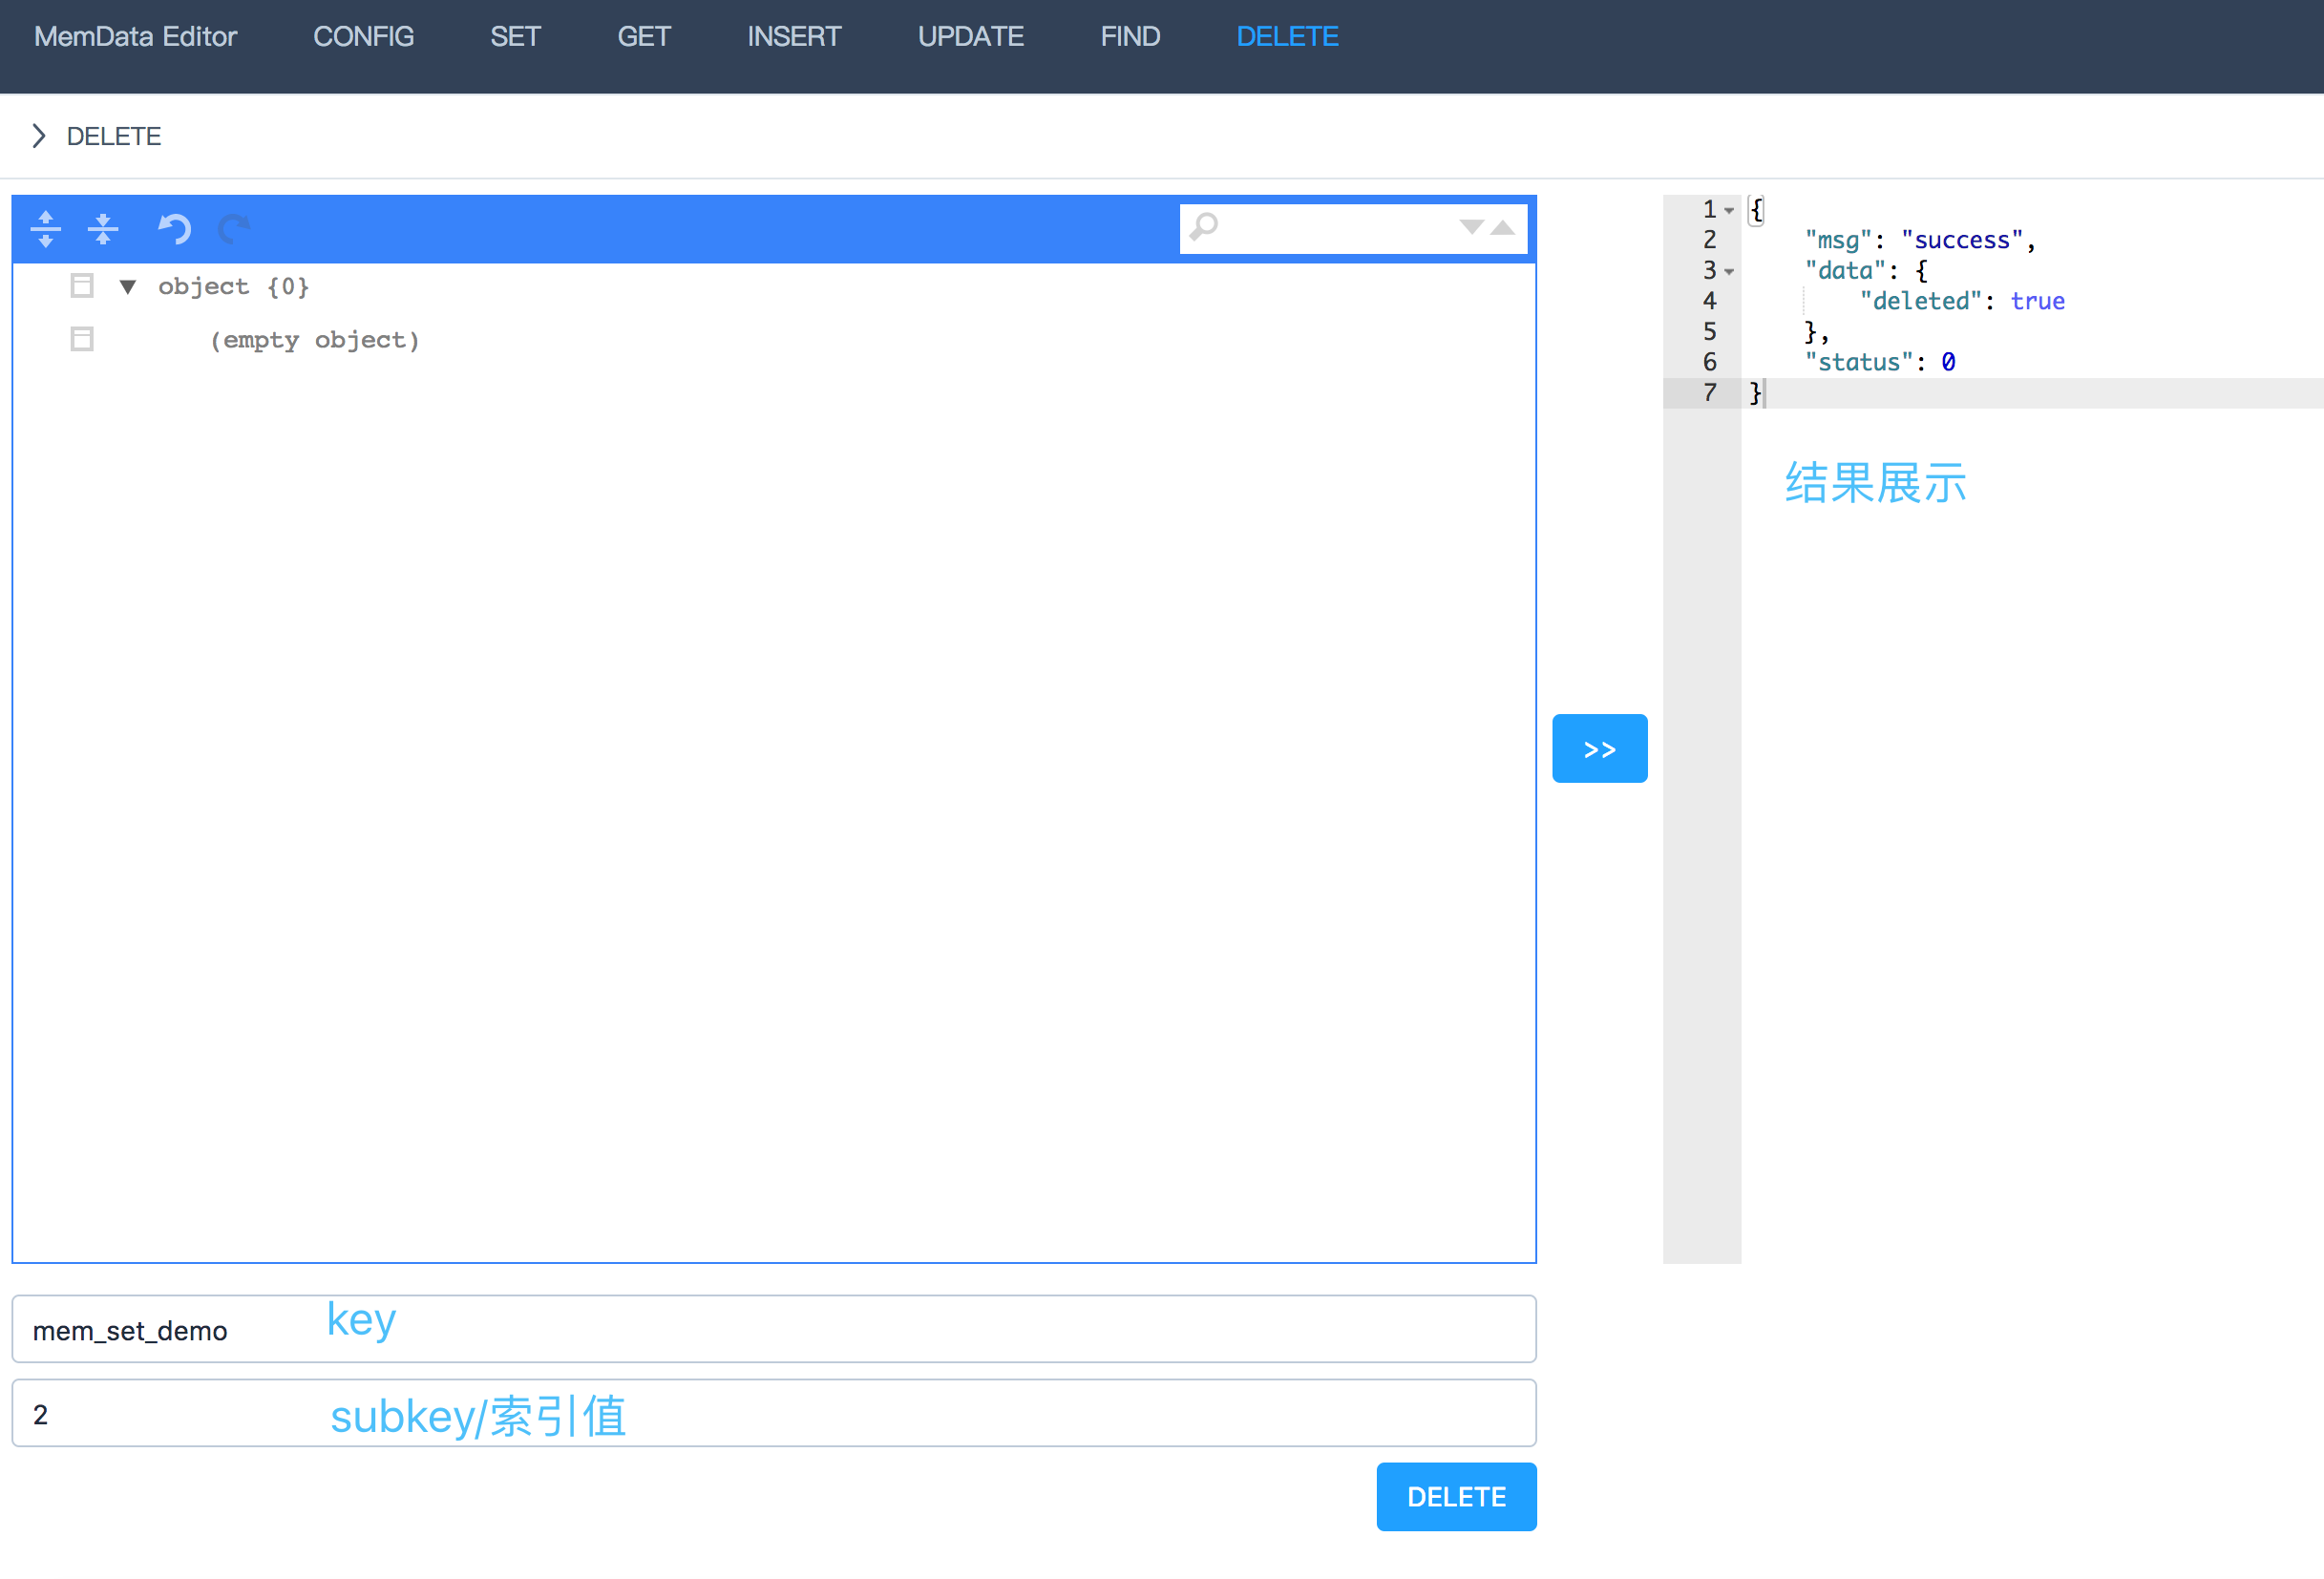 MemData Editor CONFIG SET GET INSERT UPDATE FIND DELETE
DELETE
object {0}
(empty object)
>>
1 {
2 "msg": "success",
3 "data": {
4 "deleted": true
5 },
6 "status": 0
7 }
结果展示
mem_set_demo key
2 subkey/索引值
DELETE